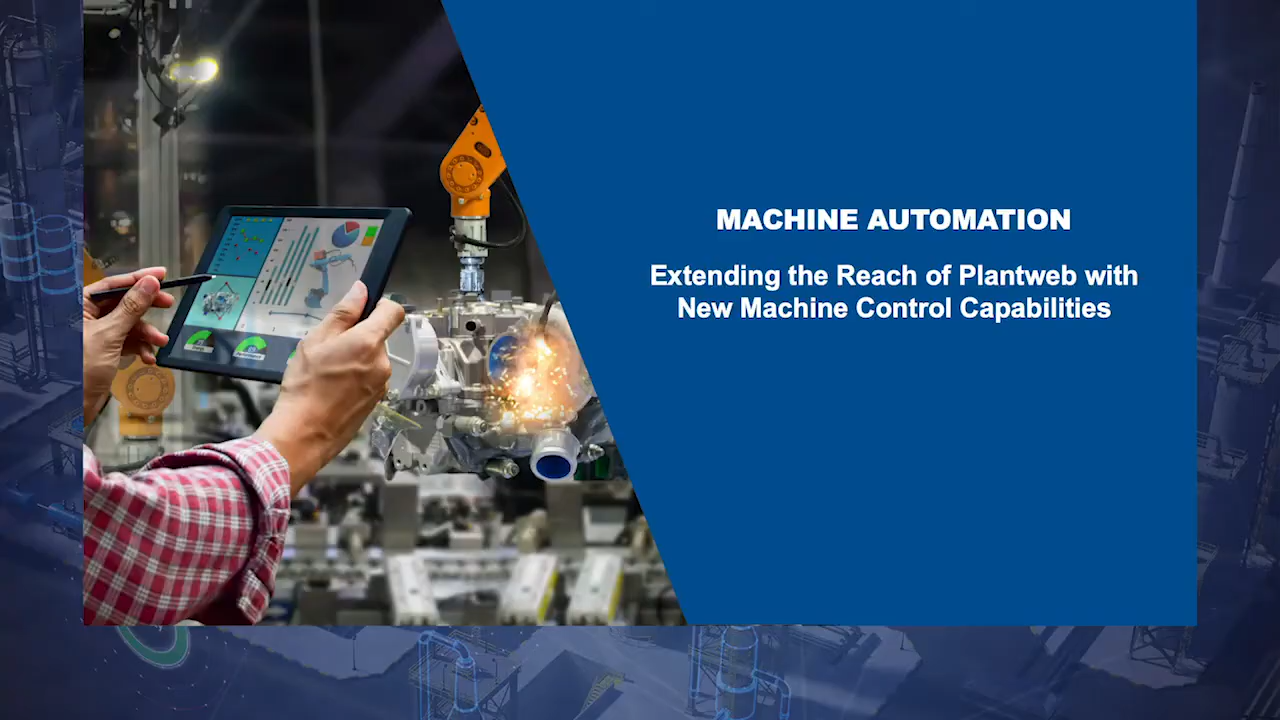 MACHINE AUTOMATION
Extending the Reach of Plantweb with
New Machine Control Capabilities